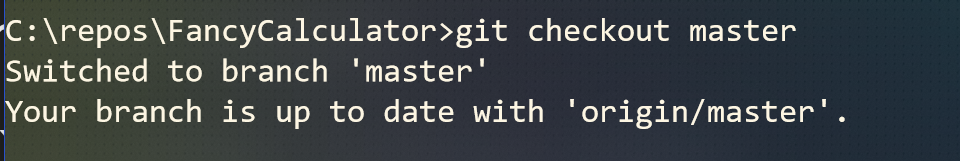 C:\repos\FancyCalculator>git checkout master
Switched to branch 'master'
Your branch is up to date with 'origin/master'.